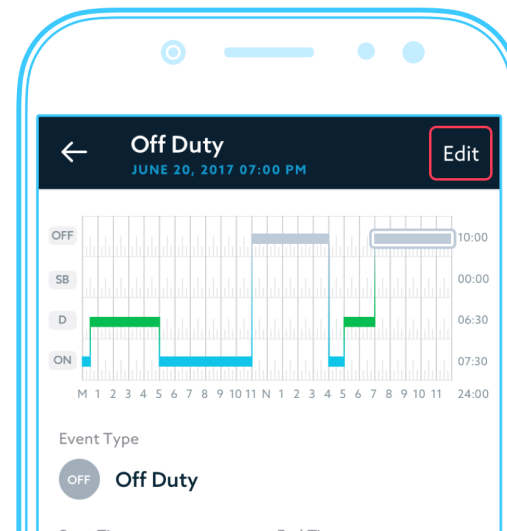 Off Duty
Edit
JUNE 20, 2017 07:00 PM
OFF 10:00
SB 00:00
D 06:30
ON 07:30
M 1 2 3 4 5 6 7 8 9 10 11 N 1 2 3 4 5 6 7 8 9 10 11 24:00
Event Type
OFF Off Duty